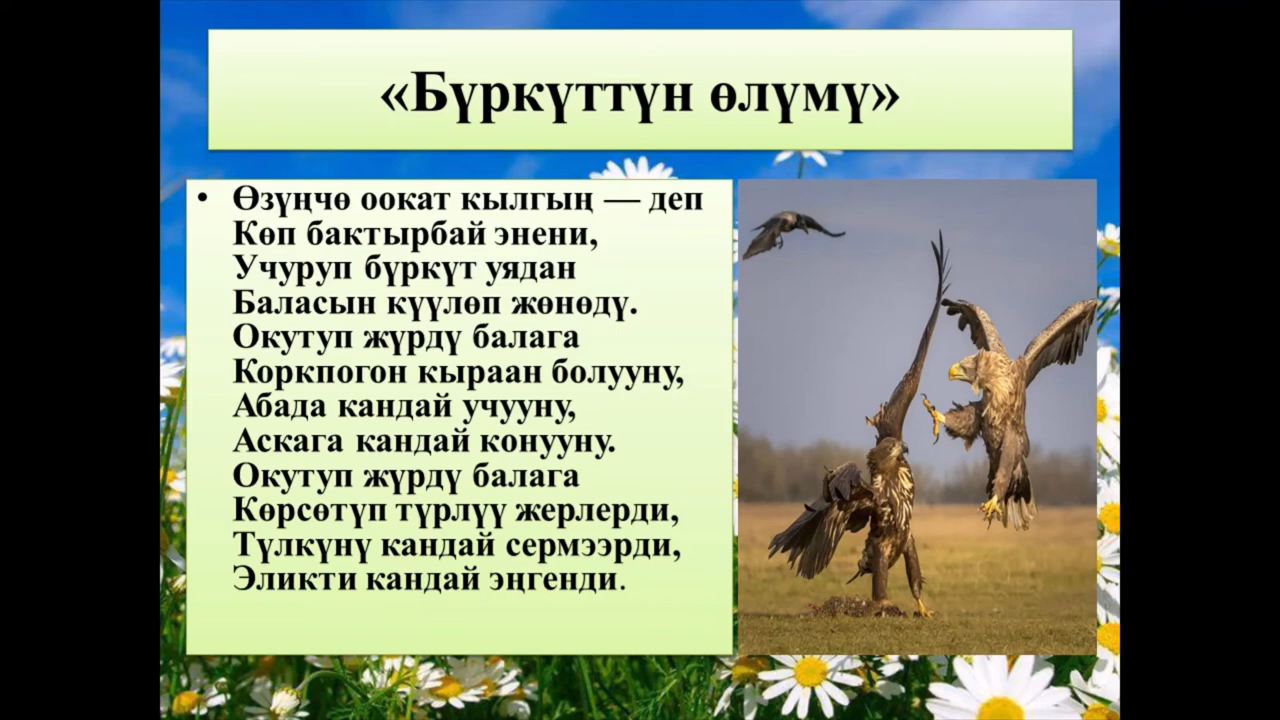 «Бүркүттүн өлүмү»
• Өзүңчө оокат кылгың — деп
Көп бактырбай энени,
Учуруп бүркүт уядан
Баласын күүлөп жөнөдү.
Окутуп жүрдү балага
Коркпогон кыраан болууну,
Абада кандай учууну,
Аскага кандай конууну.
Окутуп жүрдү балага
Көрсөтүп түрлүү жерлерди,
Түлкүнү кандай сермээрди,
Эликти кандай эңгенди.